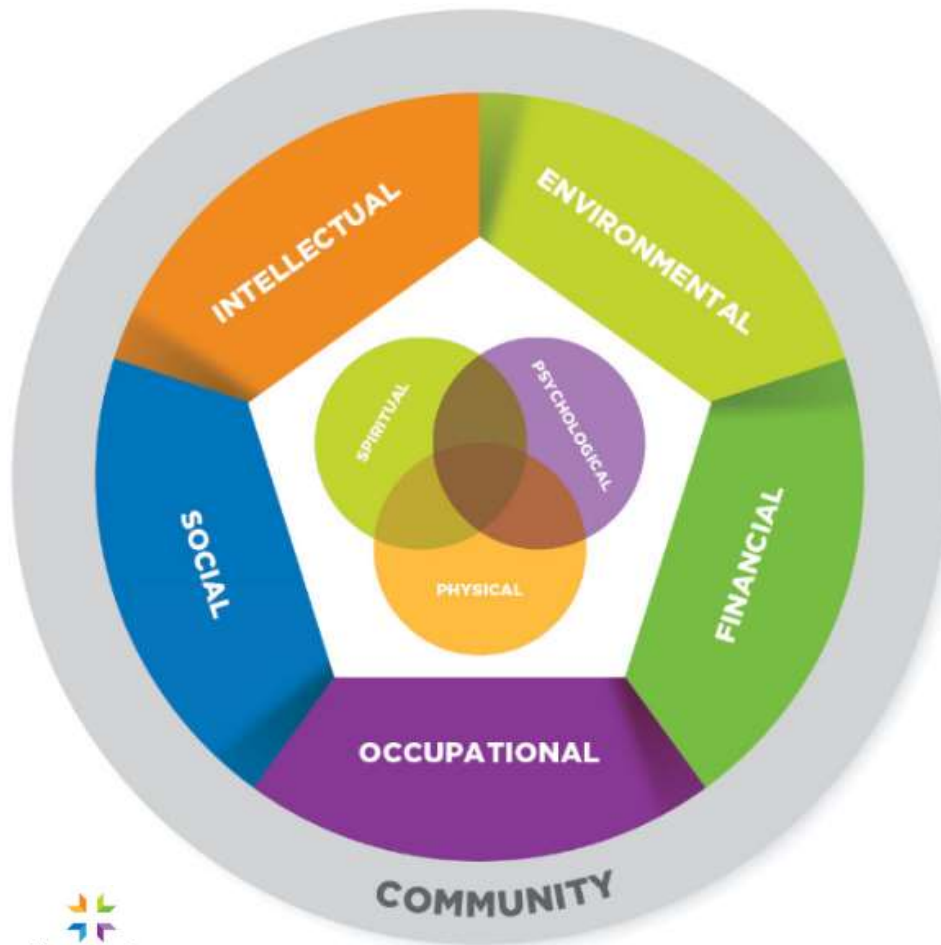 INTELLECTUAL
ENVIRONMENTAL
SPIRITUAL
PSYCHOLOGICAL
SOCIAL
FINANCIAL
PHYSICAL
OCCUPATIONAL
COMMUNITY